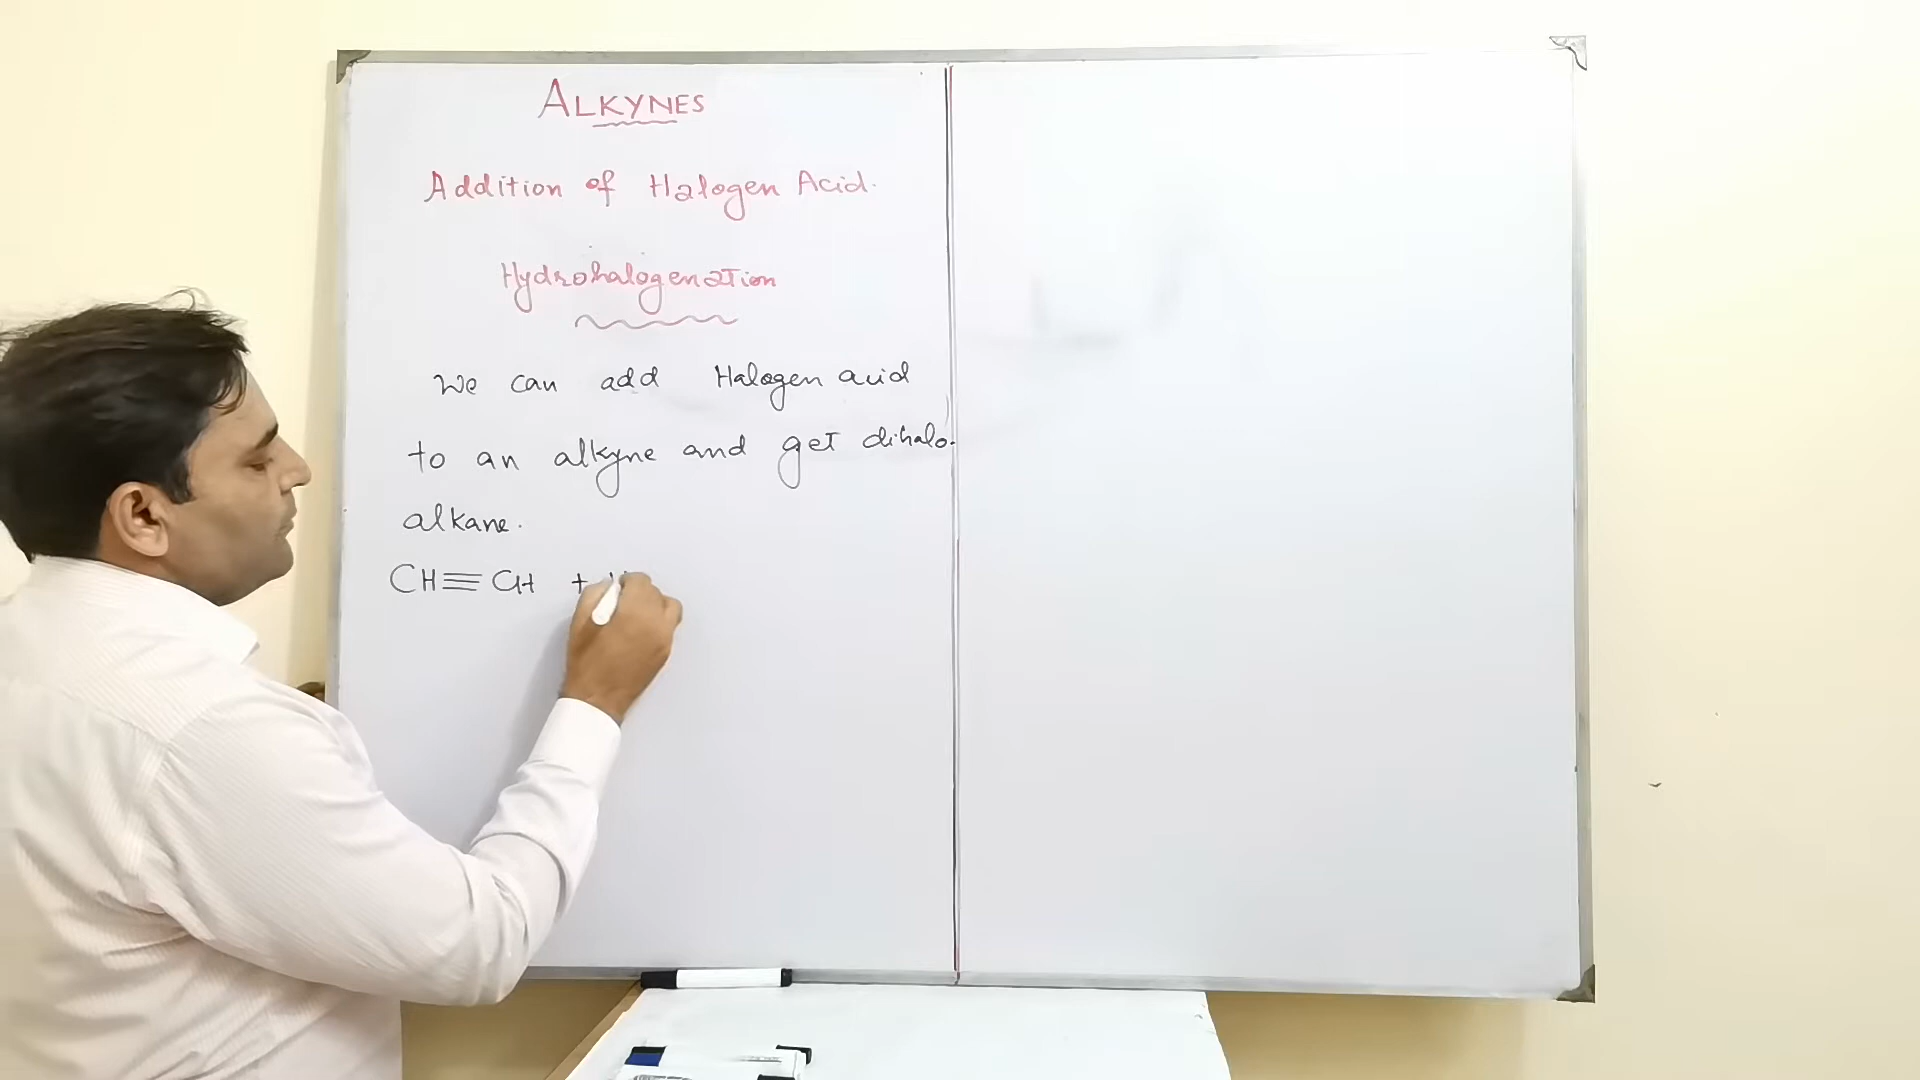 ALKYNES
Addition of Halogen Acid.
Hydrohalogenation
We can add Halogen acid
to an alkyne and get dihalo-
alkane.
CH≡CH +